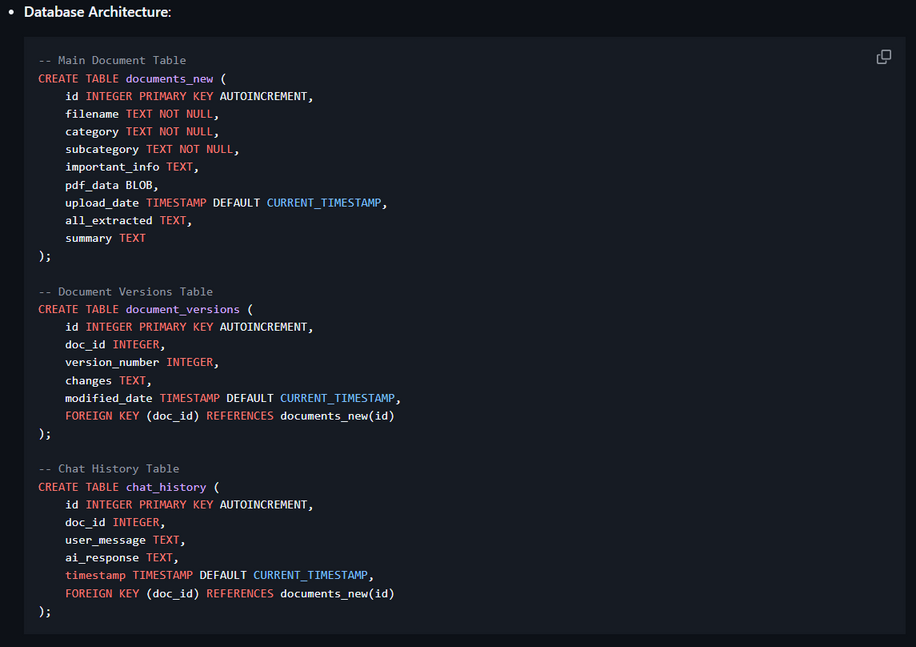 • Database Architecture:
-- Main Document Table
CREATE TABLE documents_new (
    id INTEGER PRIMARY KEY AUTOINCREMENT,
    filename TEXT NOT NULL,
    category TEXT NOT NULL,
    subcategory TEXT NOT NULL,
    important_info TEXT,
    pdf_data BLOB,
    upload_date TIMESTAMP DEFAULT CURRENT_TIMESTAMP,
    all_extracted TEXT,
    summary TEXT
);

-- Document Versions Table
CREATE TABLE document_versions (
    id INTEGER PRIMARY KEY AUTOINCREMENT,
    doc_id INTEGER,
    version_number INTEGER,
    changes TEXT,
    modified_date TIMESTAMP DEFAULT CURRENT_TIMESTAMP,
    FOREIGN KEY (doc_id) REFERENCES documents_new(id)
);

-- Chat History Table
CREATE TABLE chat_history (
    id INTEGER PRIMARY KEY AUTOINCREMENT,
    doc_id INTEGER,
    user_message TEXT,
    ai_response TEXT,
    timestamp TIMESTAMP DEFAULT CURRENT_TIMESTAMP,
    FOREIGN KEY (doc_id) REFERENCES documents_new(id)
);